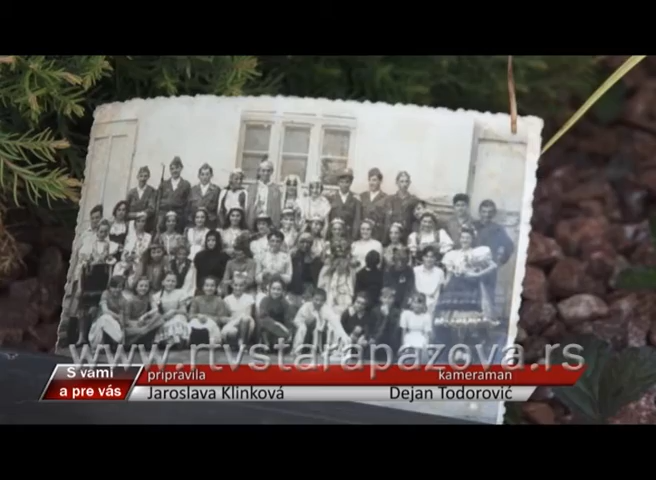 www.rtvstarapazova.rs
S vami
a pre vás
pripravila
kameraman
Jaroslava Klinková
Dejan Todorović